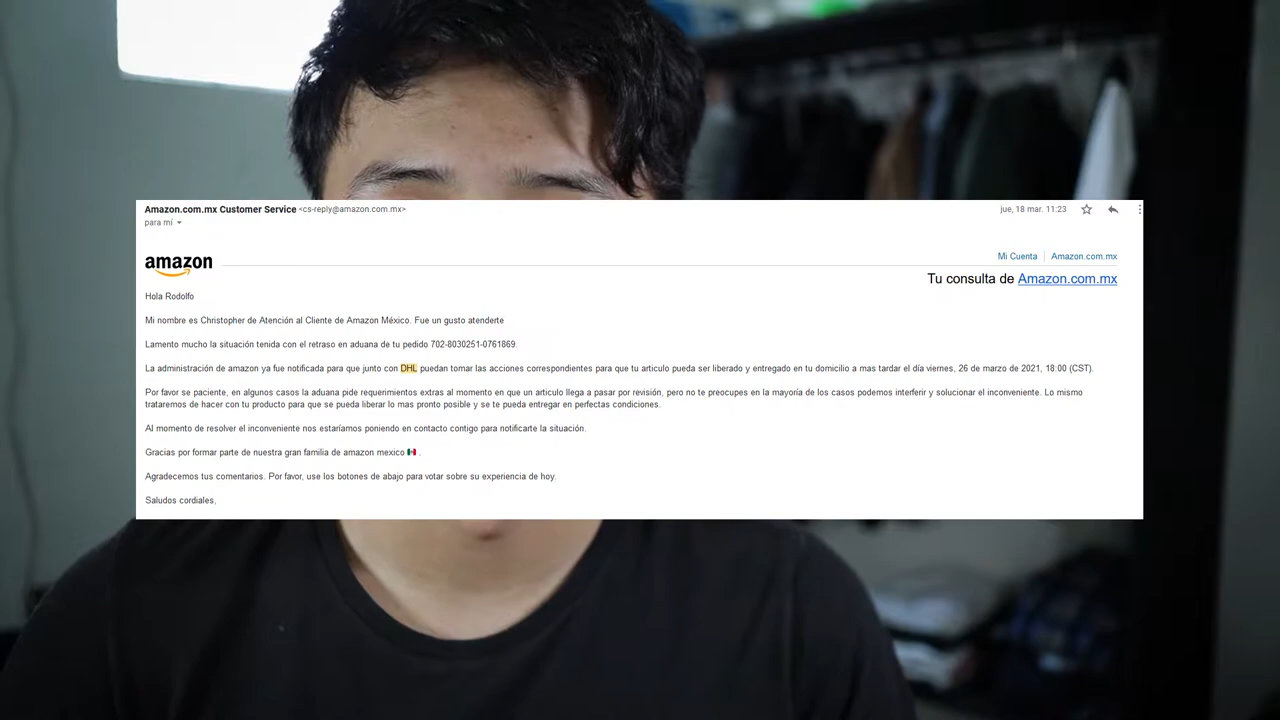 Amazon.com.mx Customer Service <cs-reply@amazon.com.mx>
jue, 18 mar. 11:23
para mí
amazon
Mi Cuenta
Amazon.com.mx
Tu consulta de Amazon.com.mx
Hola Rodolfo
Mi nombre es Christopher de Atención al Cliente de Amazon México. Fue un gusto atenderte
Lamento mucho la situación tenida con el retraso en aduana de tu pedido 702-8030251-0761869.
La administración de amazon ya fue notificada para que junto con DHL puedan tomar las acciones correspondientes para que tu articulo pueda ser liberado y entregado en tu domicilio a mas tardar el día viernes, 26 de marzo de 2021, 18:00 (CST).
Por favor se paciente, en algunos casos la aduana pide requerimientos extras al momento en que un articulo llega a pasar por revisión, pero no te preocupes en la mayoría de los casos podemos interferir y solucionar el inconveniente. Lo mismo
trataremos de hacer con tu producto para que se pueda liberar lo mas pronto posible y se te pueda entregar en perfectas condiciones.
Al momento de resolver el inconveniente nos estaríamos poniendo en contacto contigo para notificarte la situación.
Gracias por formar parte de nuestra gran familia de amazon mexico 🇲🇽 .
Agradecemos tus comentarios. Por favor, use los botones de abajo para votar sobre su experiencia de hoy.
Saludos cordiales,